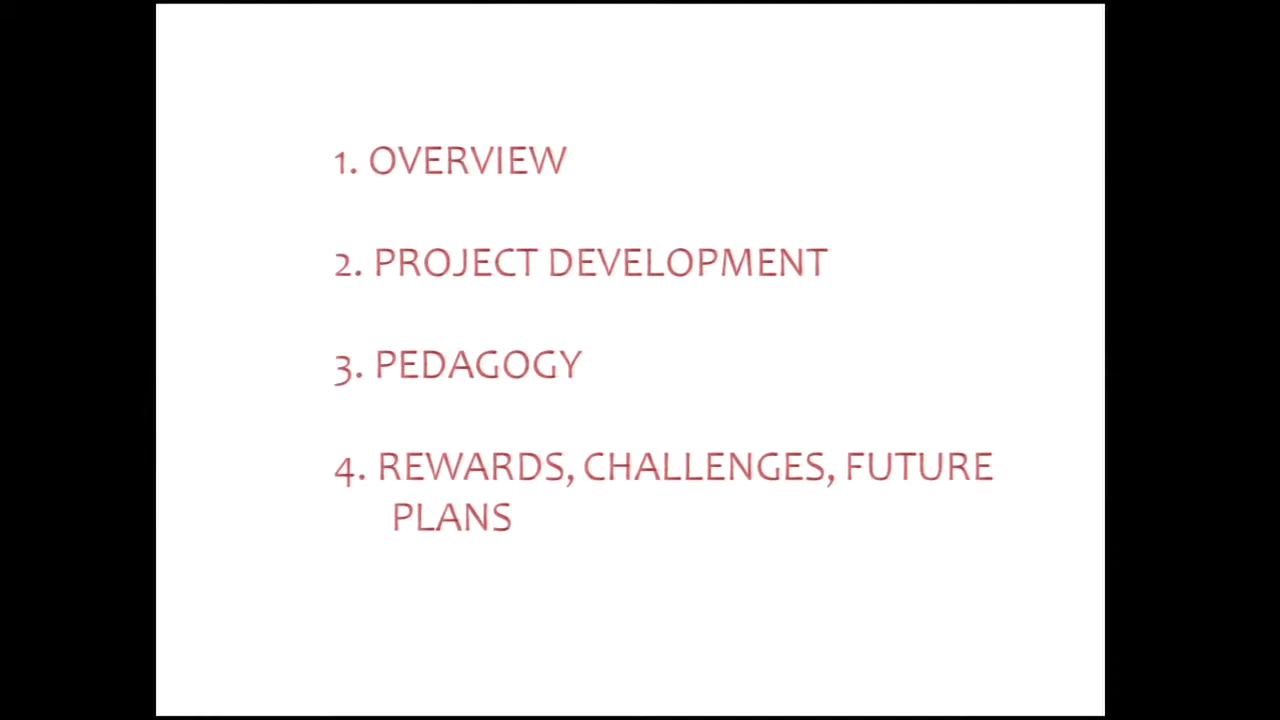 1. OVERVIEW
2. PROJECT DEVELOPMENT
3. PEDAGOGY
4. REWARDS, CHALLENGES, FUTURE
PLANS